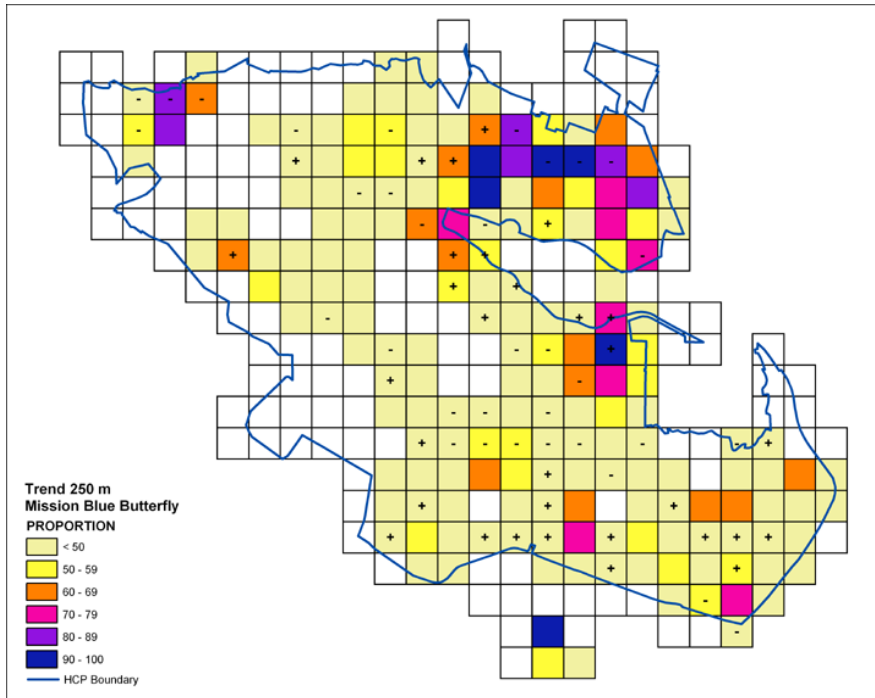 Trend 250 m
Mission Blue Butterfly
PROPORTION
< 50
50 - 59
60 - 69
70 - 79
80 - 89
90 - 100
HCP Boundary